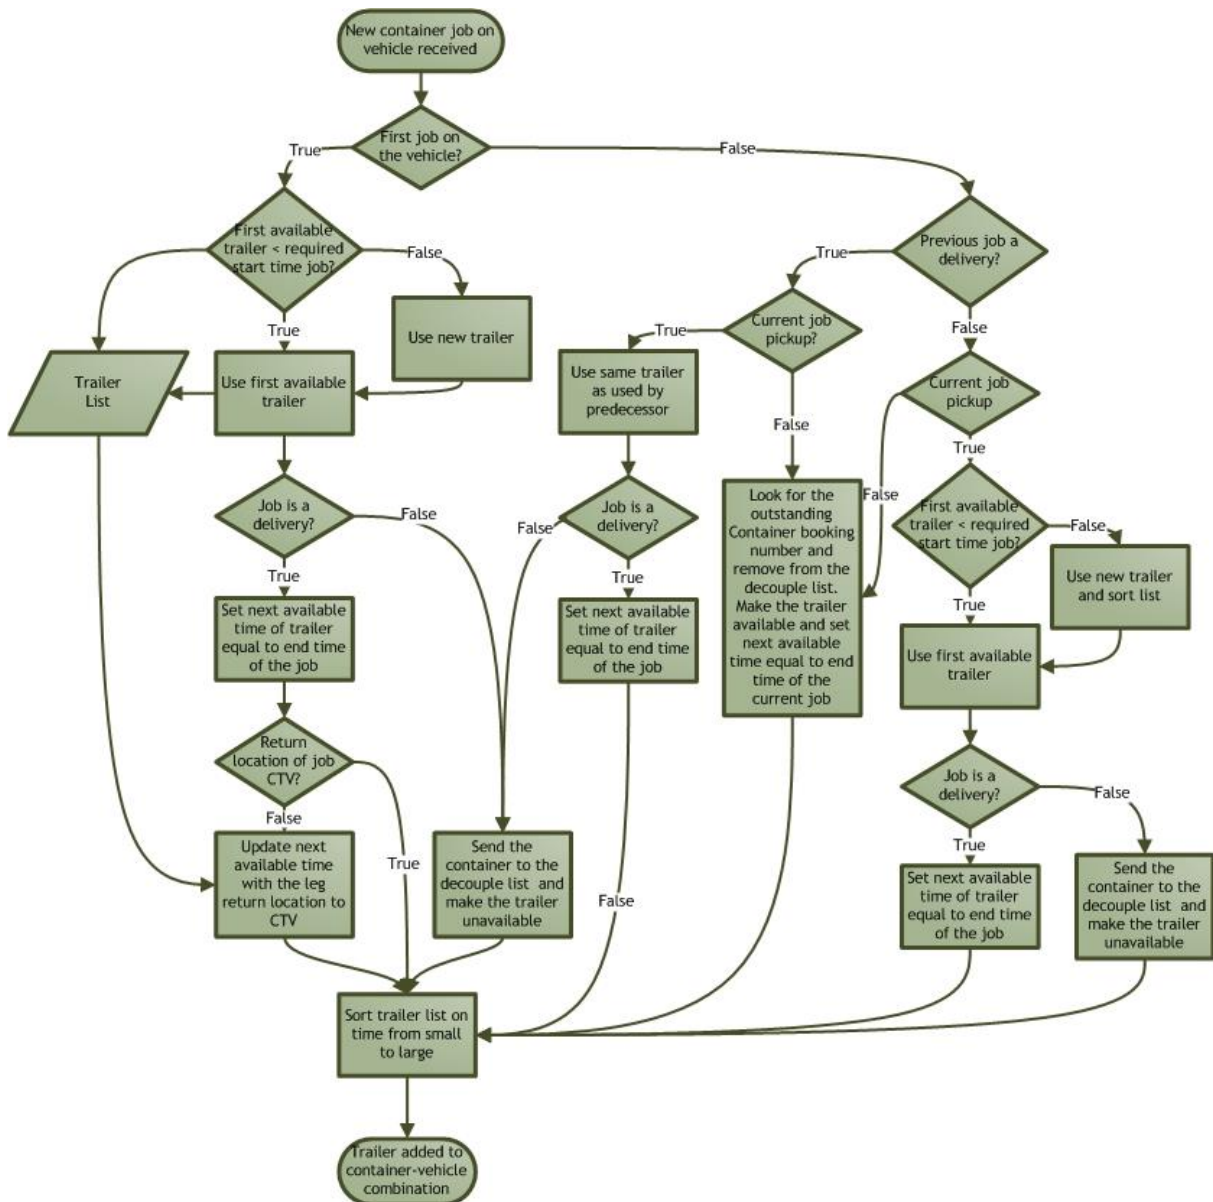 New container job on
vehicle received
First job on
the vehicle?
True
False
First available
trailer < required
start time job?
False
True
Use new trailer
Trailer
List
Use first available
trailer
Job is a
delivery?
False
True
Set next available
time of trailer
equal to end time
of the job
Return
location of job
CTV?
False
True
Update next
available time
with the leg
return location to
CTV
Send the
container to the
decouple list and
make the trailer
unavailable
Previous job a
delivery?
True
False
Current job
pickup?
True
False
Use same trailer
as used by
predecessor
Job is a
delivery?
False
True
Set next available
time of trailer
equal to end time
of the job
False
Look for the
outstanding
Container booking
number and
remove from the
decouple list.
Make the trailer
available and set
next available
time equal to end
time of the
current job
Current job
pickup
False
True
First available
trailer < required
start time job?
False
True
Use new trailer
and sort list
Use first available
trailer
Job is a
delivery?
False
True
Set next available
time of trailer
equal to end time
of the job
Send the
container to the
decouple list and
make the trailer
unavailable
Sort trailer list on
time from small
to large
Trailer added to
container-vehicle
combination